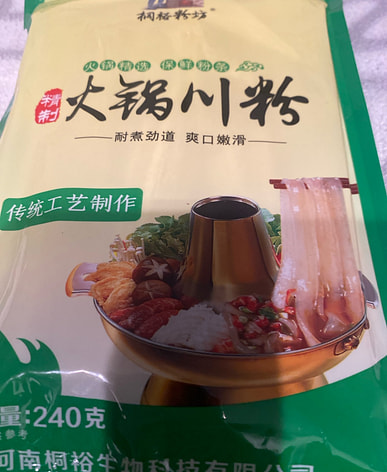 桐裕粉坊
火锅精选 保鲜粉条
精制
火锅川粉
耐煮劲道 爽口嫩滑
传统工艺制作
量:240克
河南桐裕生物科技有限公司